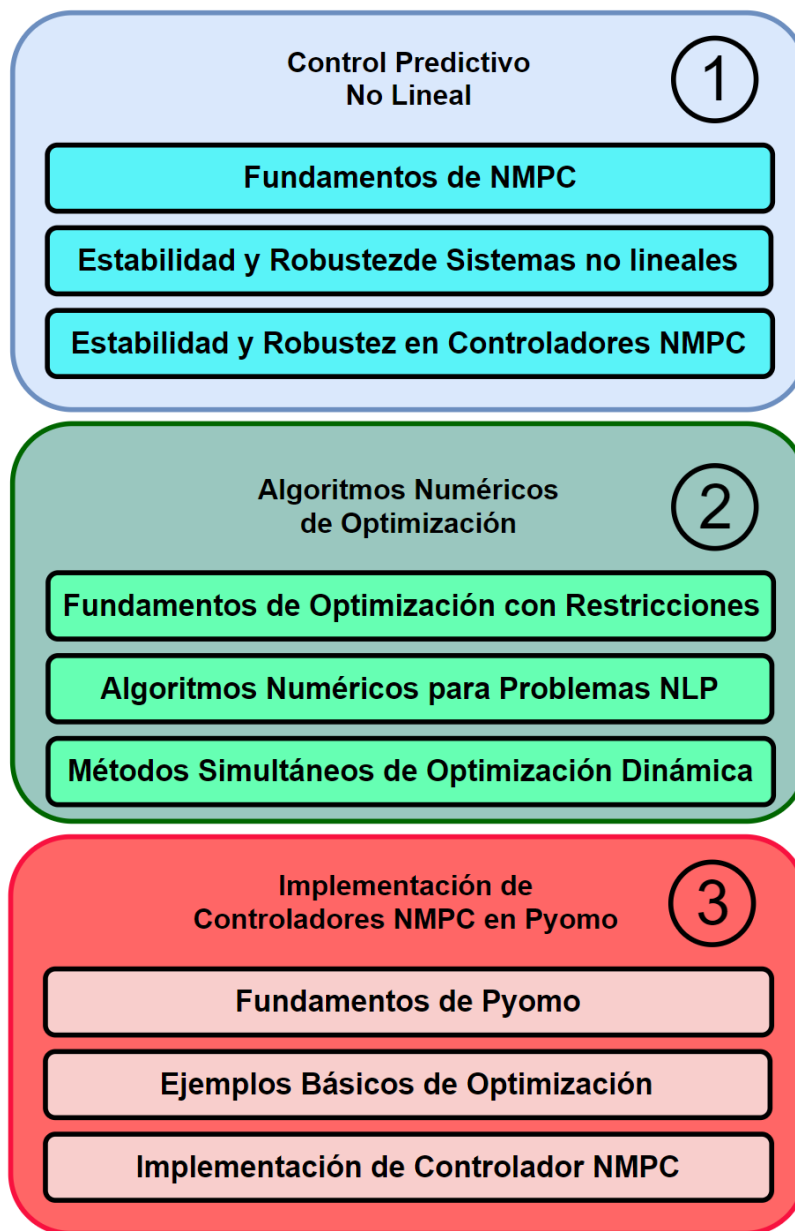 Control Predictivo
No Lineal
1
Fundamentos de NMPC
Estabilidad y Robustezde Sistemas no lineales
Estabilidad y Robustez en Controladores NMPC
Algoritmos Numéricos
de Optimización
2
Fundamentos de Optimización con Restricciones
Algoritmos Numéricos para Problemas NLP
Métodos Simultáneos de Optimización Dinámica
Implementación de
Controladores NMPC en Pyomo
3
Fundamentos de Pyomo
Ejemplos Básicos de Optimización
Implementación de Controlador NMPC